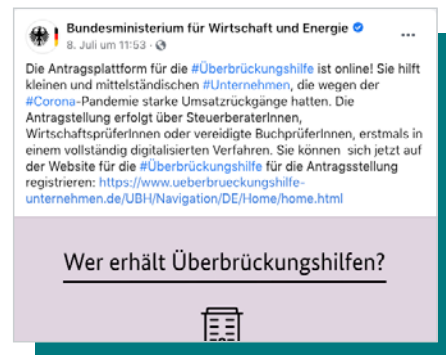 Bundesministerium für Wirtschaft und Energie
8. Juli um 11:53 ·
Die Antragsplattform für die #Überbrückungshilfe ist online! Sie hilft
kleinen und mittelständischen #Unternehmen, die wegen der
#Corona-Pandemie starke Umsatzrückgänge hatten. Die
Antragstellung erfolgt über SteuerberaterInnen,
WirtschaftsprüferInnen oder vereidigte BuchprüferInnen, erstmals in
einem vollständig digitalisierten Verfahren. Sie können sich jetzt auf
der Website für die #Überbrückungshilfe für die Antragsstellung
registrieren: https://www.ueberbrueckungshilfe-
unternehmen.de/UBH/Navigation/DE/Home/home.html
Wer erhält Überbrückungshilfen?